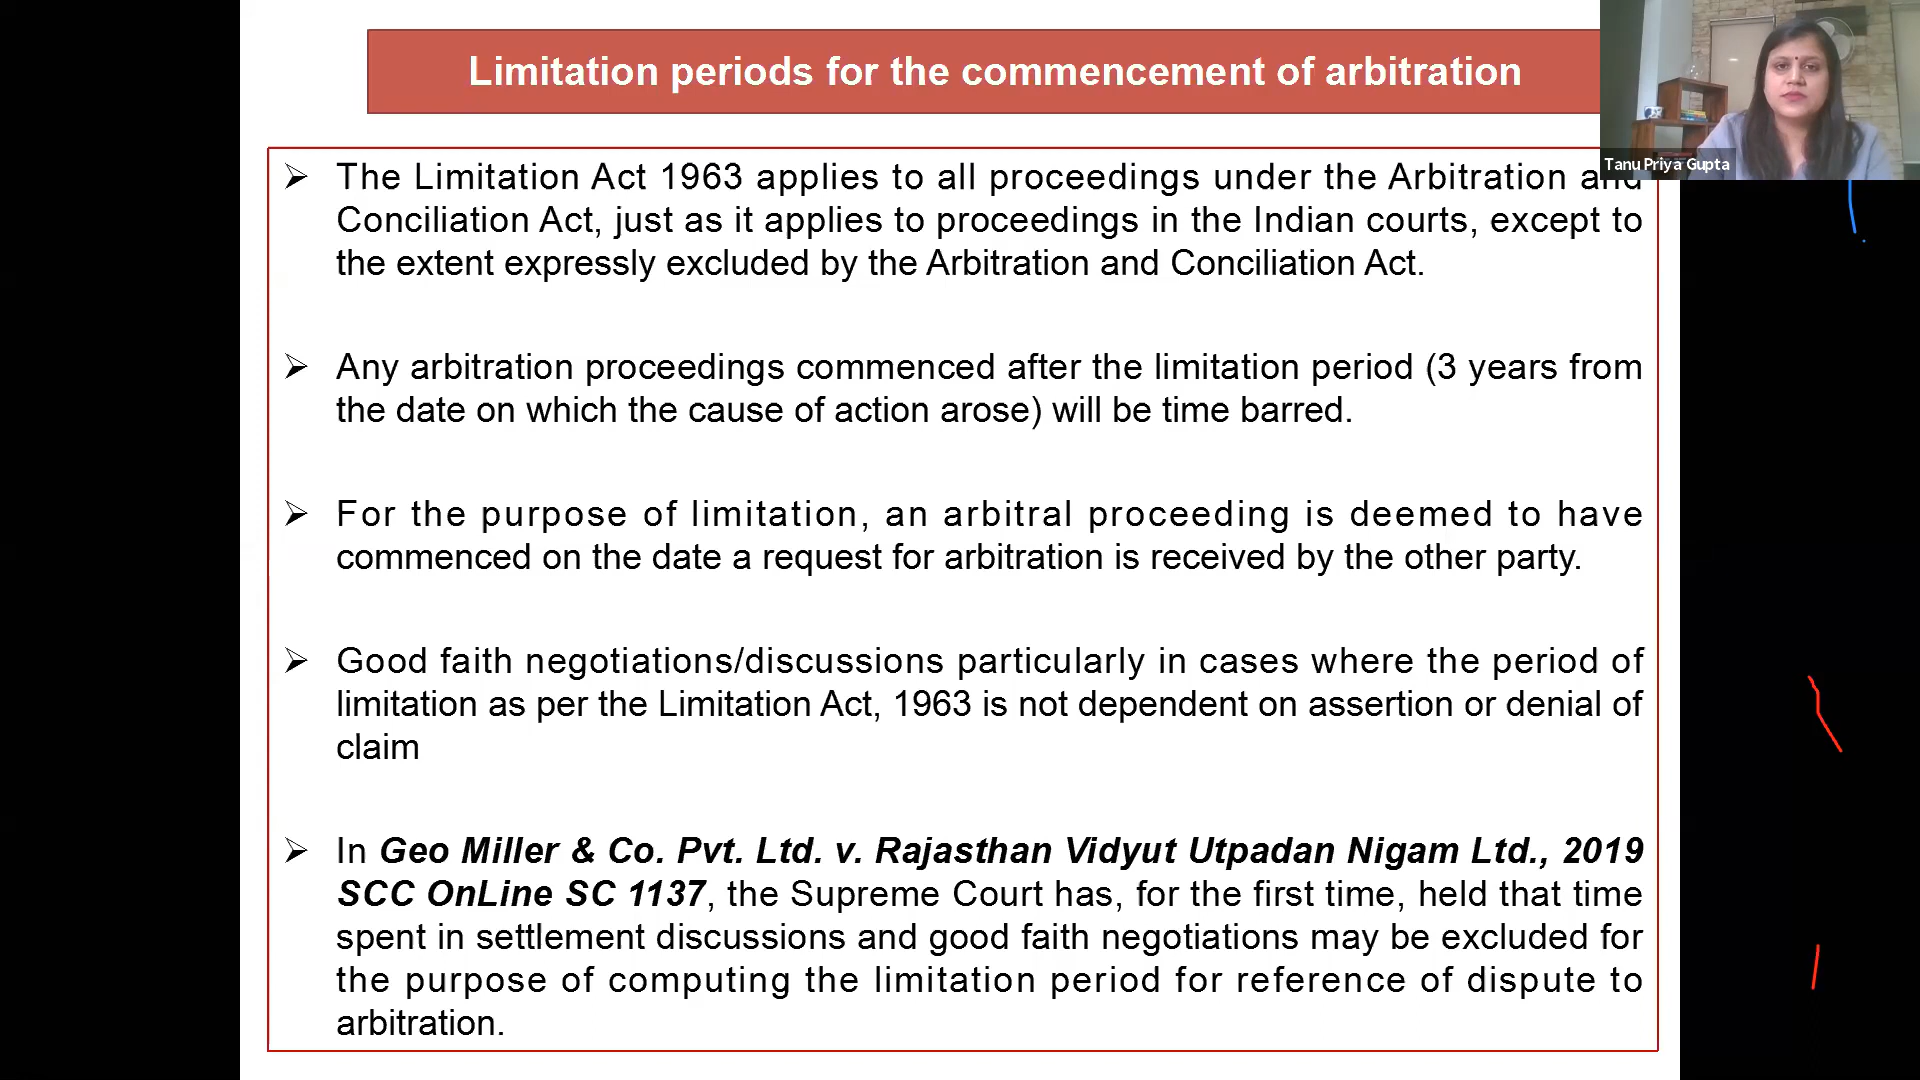 Limitation periods for the commencement of arbitration
Tanu Priya Gupta
➢ The Limitation Act 1963 applies to all proceedings under the Arbitration and
Conciliation Act, just as it applies to proceedings in the Indian courts, except to
the extent expressly excluded by the Arbitration and Conciliation Act.
➢ Any arbitration proceedings commenced after the limitation period (3 years from
the date on which the cause of action arose) will be time barred.
➢ For the purpose of limitation, an arbitral proceeding is deemed to have
commenced on the date a request for arbitration is received by the other party.
➢ Good faith negotiations/discussions particularly in cases where the period of
limitation as per the Limitation Act, 1963 is not dependent on assertion or denial of
claim
➢ In Geo Miller & Co. Pvt. Ltd. v. Rajasthan Vidyut Utpadan Nigam Ltd., 2019
SCC OnLine SC 1137, the Supreme Court has, for the first time, held that time
spent in settlement discussions and good faith negotiations may be excluded for
the purpose of computing the limitation period for reference of dispute to
arbitration.